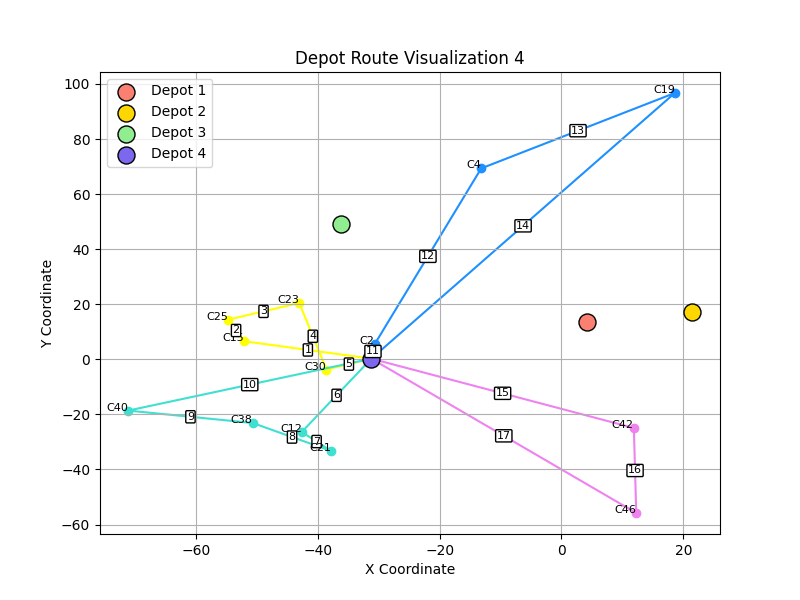 Depot Route Visualization 4
Depot 1
Depot 2
Depot 3
Depot 4
Y Coordinate
100
80
60
40
20
0
−20
−40
−60
C19
13
C4
14
12
C23
3
C25
2
4
C13
1
C2
11
C30
5
10
6
C40
9
C38
C12
8
7
C21
15
17
C42
16
C46
−60
−40
−20
0
20
X Coordinate